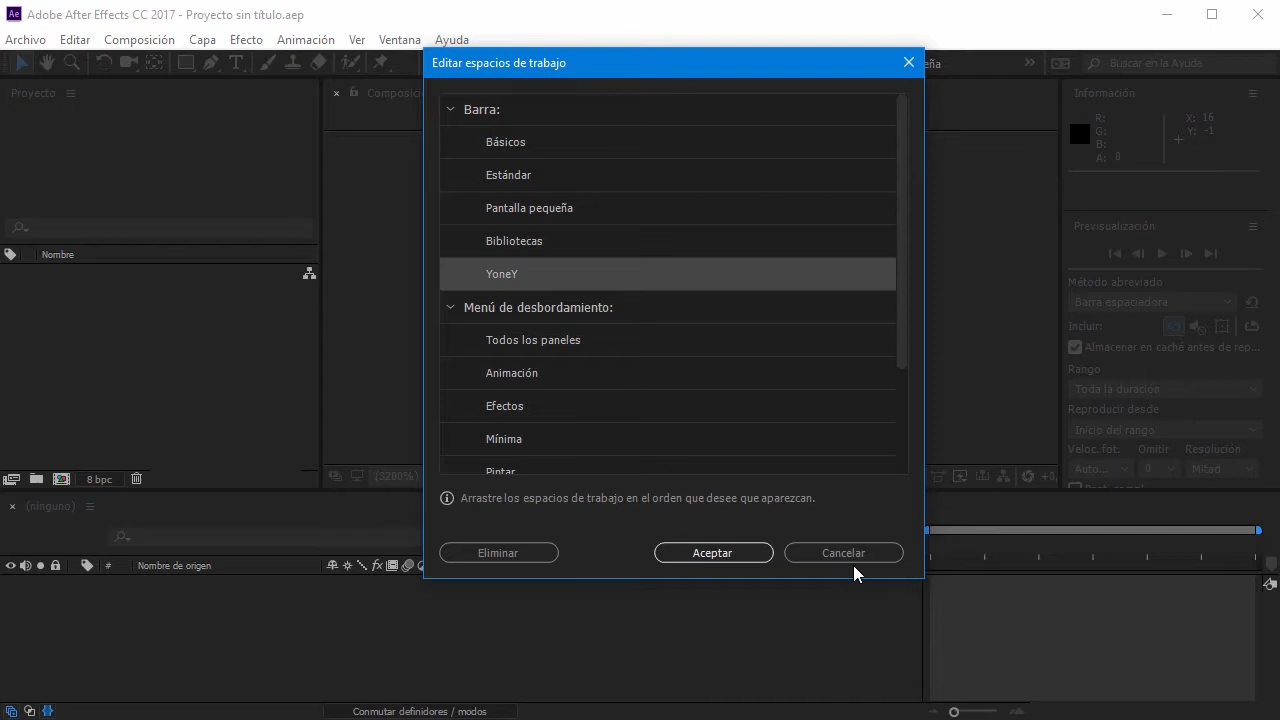 Adobe After Effects CC 2017 - Proyecto sin título.aep
Archivo Editar Composición Capa Efecto Animación Ver Ventana Ayuda
Editar espacios de trabajo
Buscar en la Ayuda
Proyecto
Barra:
Básicos
Estándar
Pantalla pequeña
Bibliotecas
YoneY
Menú de desbordamiento:
Todos los paneles
Animación
Efectos
Mínima
Pintar
Arrastre los espacios de trabajo en el orden que desee que aparezcan.
Eliminar Aceptar Cancelar
Nombre
8 bpc
(3200%)
Información
R: X: 16
G: Y: -1
B:
A: 0
Previsualización
Método abreviado
Barra espaciadora
Incluir:
Almacenar en caché antes de rep...
Rango
Toda la duración
Reproducir desde
Inicio del rango
Veloc. fot. Omitir Resolución
Auto... 0 Mitad
(ninguno)
# Nombre de origen
Conmutar definidores / modos